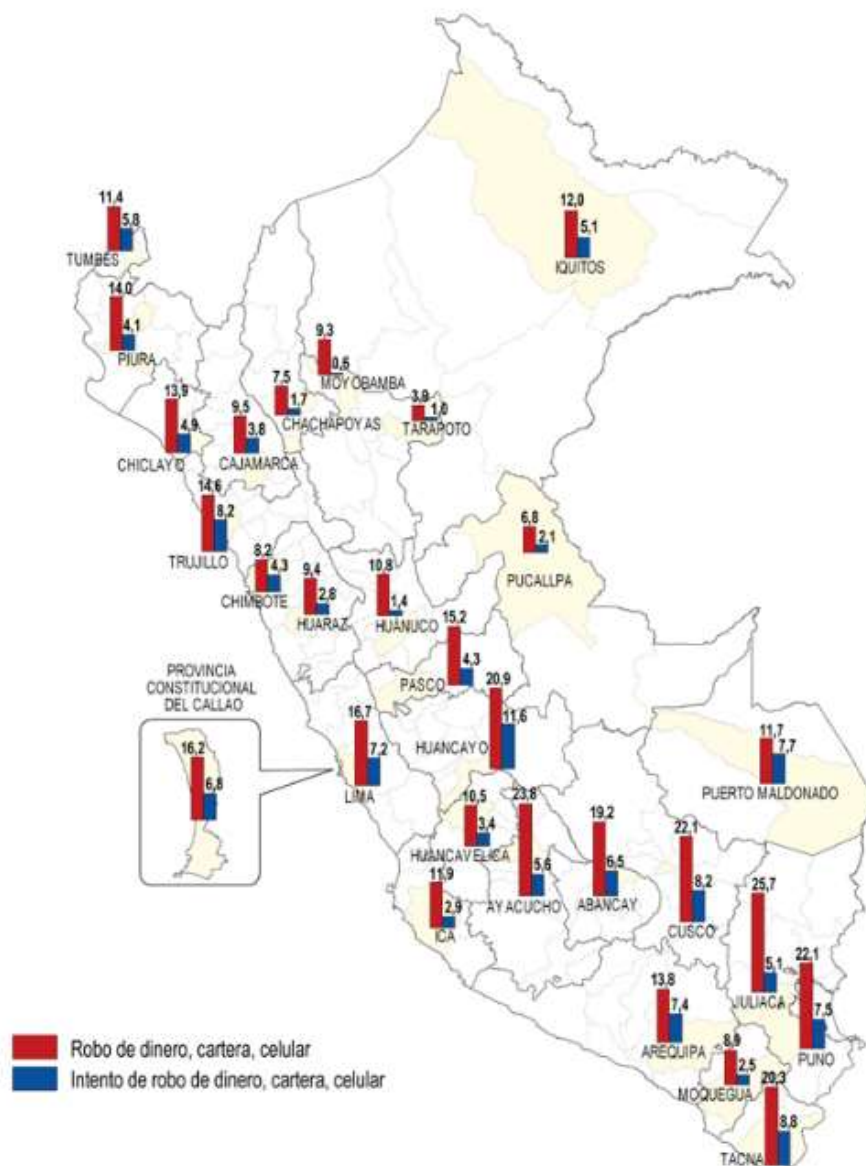 12,0
5,1
IQUITOS
11,4
5,8
TUMBES
14,0
4,1
PIURA
9,3
0,6
MOYOBAMBA
7,5
1,7
CHACHAPOYAS
3,9
1,0
TARAPOTO
13,9
4,9
CHICLAYO
9,5
3,8
CAJAMARCA
14,6
8,2
TRUJILLO
6,8
2,1
PUCALLPA
8,2
4,3
CHIMBOTE
9,4
2,8
HUARAZ
10,8
1,4
HUÁNUCO
15,2
4,3
PASCO
PROVINCIA
CONSTITUCIONAL
DEL CALLAO
16,2
6,8
16,7
7,2
LIMA
20,9
11,6
HUANCAYO
11,7
7,7
PUERTO MALDONADO
10,5
3,4
HUANCAVELICA
23,8
5,6
AYACUCHO
19,2
6,5
ABANCAY
22,1
8,2
CUSCO
11,9
2,9
ICA
25,7
5,1
JULIACA
22,1
7,5
PUNO
13,8
7,4
AREQUIPA
8,9
2,5
MOQUEGUA
20,3
8,8
TACNA
Robo de dinero, cartera, celular
Intento de robo de dinero, cartera, celular